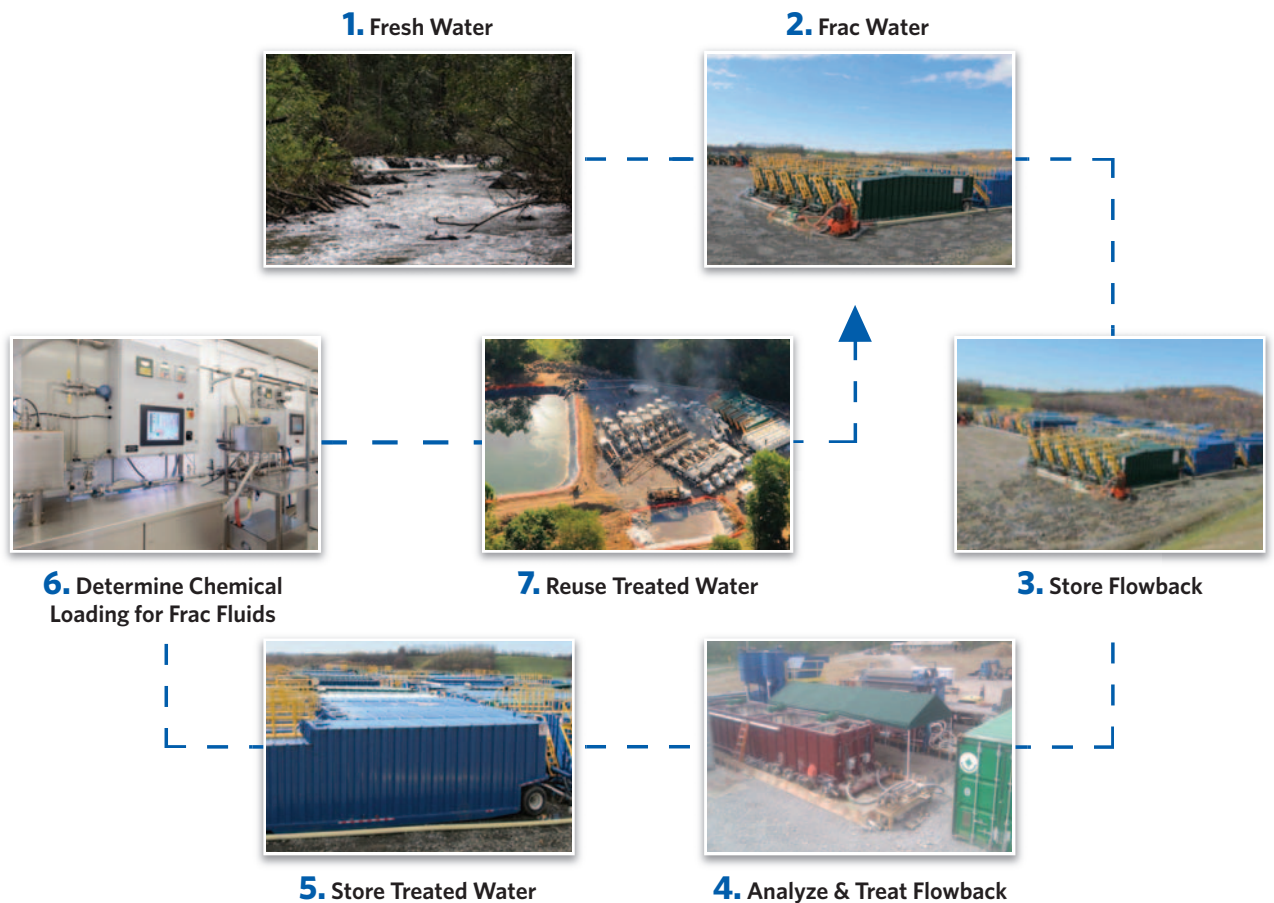 1. Fresh Water
2. Frac Water
6. Determine Chemical
Loading for Frac Fluids
7. Reuse Treated Water
3. Store Flowback
5. Store Treated Water
4. Analyze & Treat Flowback